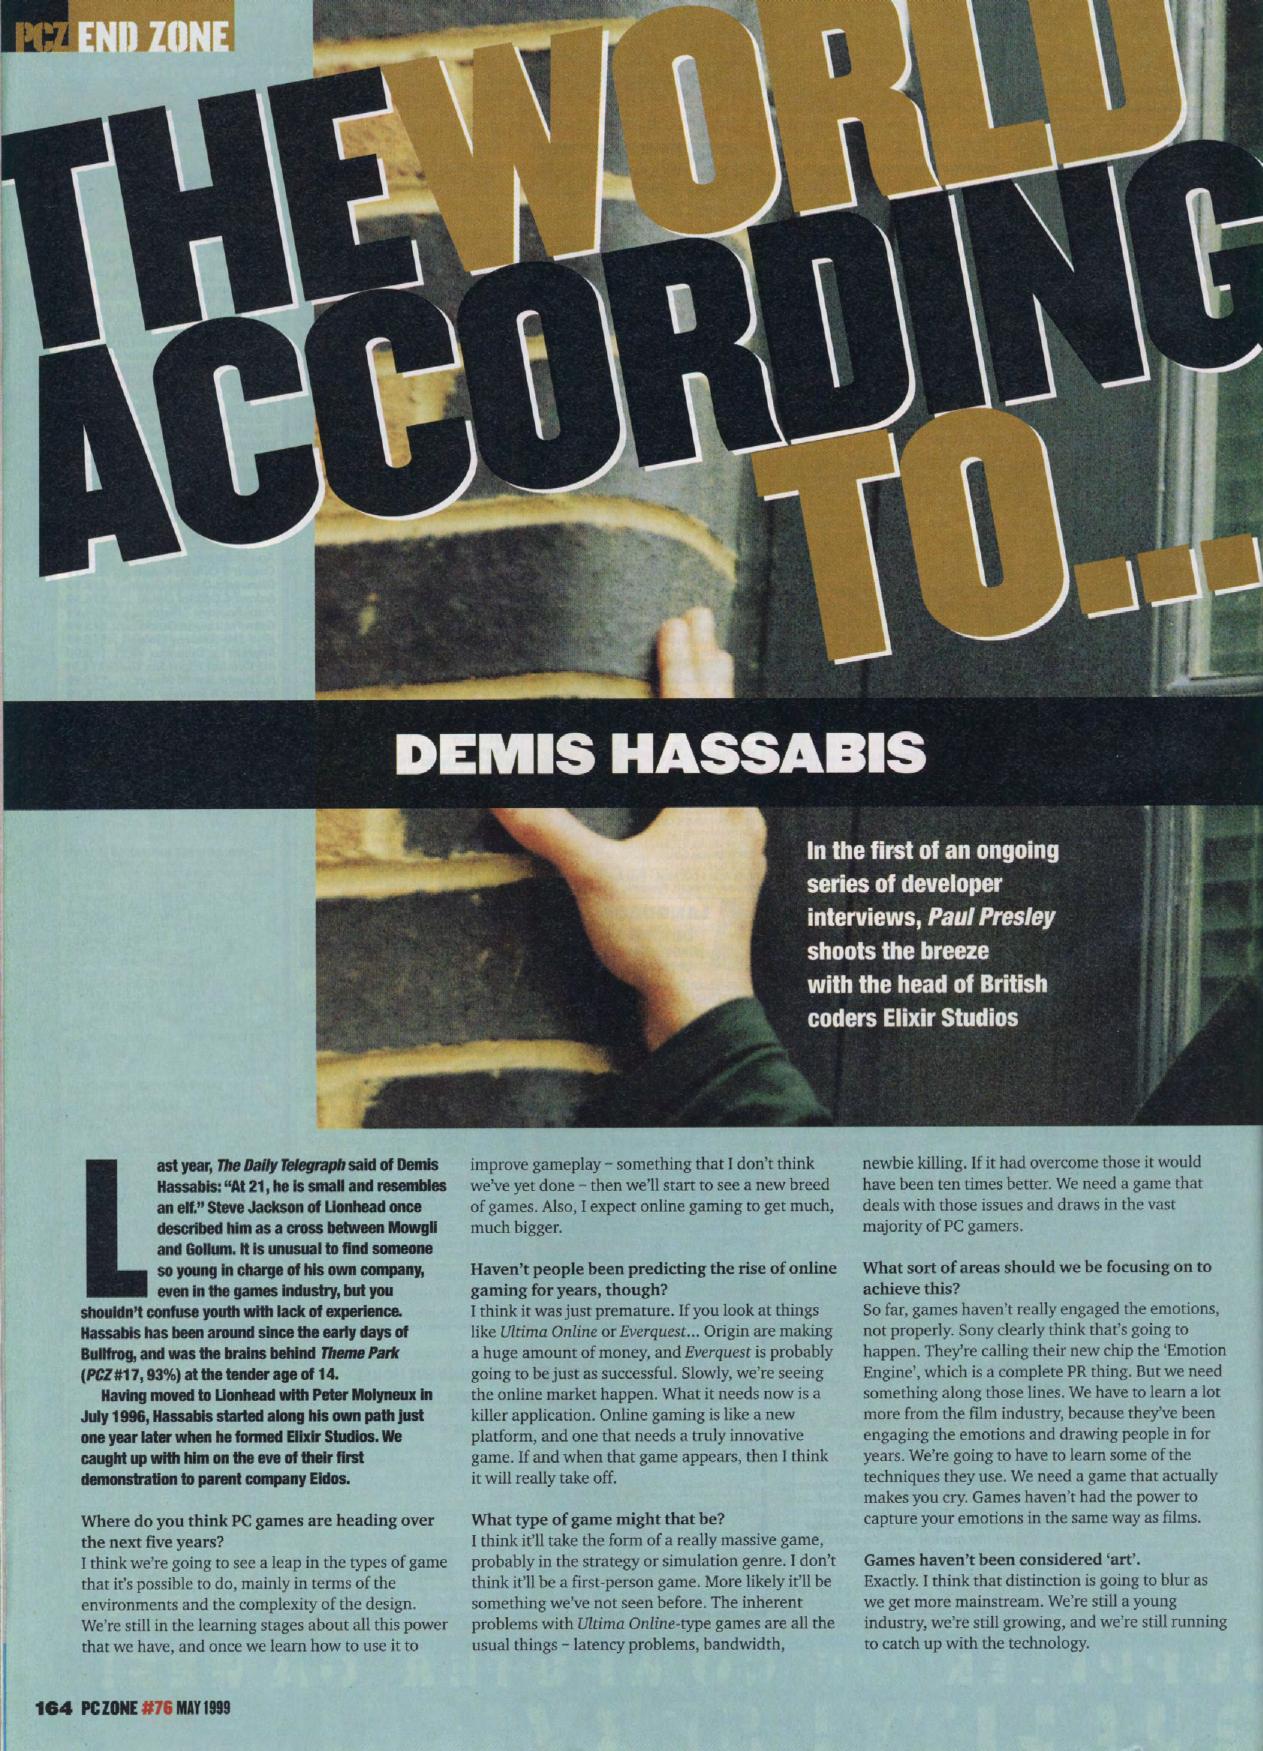 PCZ END ZONE
THE WORLD
ACCORDING
TO...
DEMIS HASSABIS
In the first of an ongoing
series of developer
interviews, Paul Presley
shoots the breeze
with the head of British
coders Elixir Studios
Last year, The Daily Telegraph said of Demis
Hassabis: “At 21, he is small and resembles
an elf.” Steve Jackson of Lionhead once
described him as a cross between Mowgli
and Gollum. It is unusual to find someone
so young in charge of his own company,
even in the games industry, but you
shouldn’t confuse youth with lack of experience.
Hassabis has been around since the early days of
Bullfrog, and was the brains behind Theme Park
(PCZ #17, 93%) at the tender age of 14.
Having moved to Lionhead with Peter Molyneux in
July 1996, Hassabis started along his own path just
one year later when he formed Elixir Studios. We
caught up with him on the eve of their first
demonstration to parent company Eidos.
Where do you think PC games are heading over
the next five years?
I think we’re going to see a leap in the types of game
that it’s possible to do, mainly in terms of the
environments and the complexity of the design.
We’re still in the learning stages about all this power
that we have, and once we learn how to use it to
improve gameplay – something that I don’t think
we’ve yet done – then we’ll start to see a new breed
of games. Also, I expect online gaming to get much,
much bigger.
Haven’t people been predicting the rise of online
gaming for years, though?
I think it was just premature. If you look at things
like Ultima Online or Everquest... Origin are making
a huge amount of money, and Everquest is probably
going to be just as successful. Slowly, we’re seeing
the online market happen. What it needs now is a
killer application. Online gaming is like a new
platform, and one that needs a truly innovative
game. If and when that game appears, then I think
it will really take off.
What type of game might that be?
I think it’ll take the form of a really massive game,
probably in the strategy or simulation genre. I don’t
think it’ll be a first-person game. More likely it’ll be
something we’ve not seen before. The inherent
problems with Ultima Online-type games are all the
usual things – latency problems, bandwidth,
newbie killing. If it had overcome those it would
have been ten times better. We need a game that
deals with those issues and draws in the vast
majority of PC gamers.
What sort of areas should we be focusing on to
achieve this?
So far, games haven’t really engaged the emotions,
not properly. Sony clearly think that’s going to
happen. They’re calling their new chip the ‘Emotion
Engine’, which is a complete PR thing. But we need
something along those lines. We have to learn a lot
more from the film industry, because they’ve been
engaging the emotions and drawing people in for
years. We’re going to have to learn some of the
techniques they use. We need a game that actually
makes you cry. Games haven’t had the power to
capture your emotions in the same way as films.
Games haven’t been considered ‘art’.
Exactly. I think that distinction is going to blur as
we get more mainstream. We’re still a young
industry, we’re still growing, and we’re still running
to catch up with the technology.
164 PC ZONE #76 MAY 1999